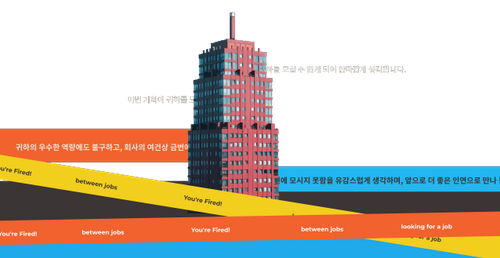 귀하를 모실 수 없게 되어 안타깝게 생각합니다.
이번 기회에 귀하를
귀하의 우수한 역량에도 불구하고, 회사의 여건상 금번에
에 모시지 못함을 유감스럽게 생각하며, 앞으로 더 좋은 인연으로 만나
You're Fired!
between jobs
You're Fired!
You're Fired!
between jobs
You're Fired!
between jobs
looking for a job